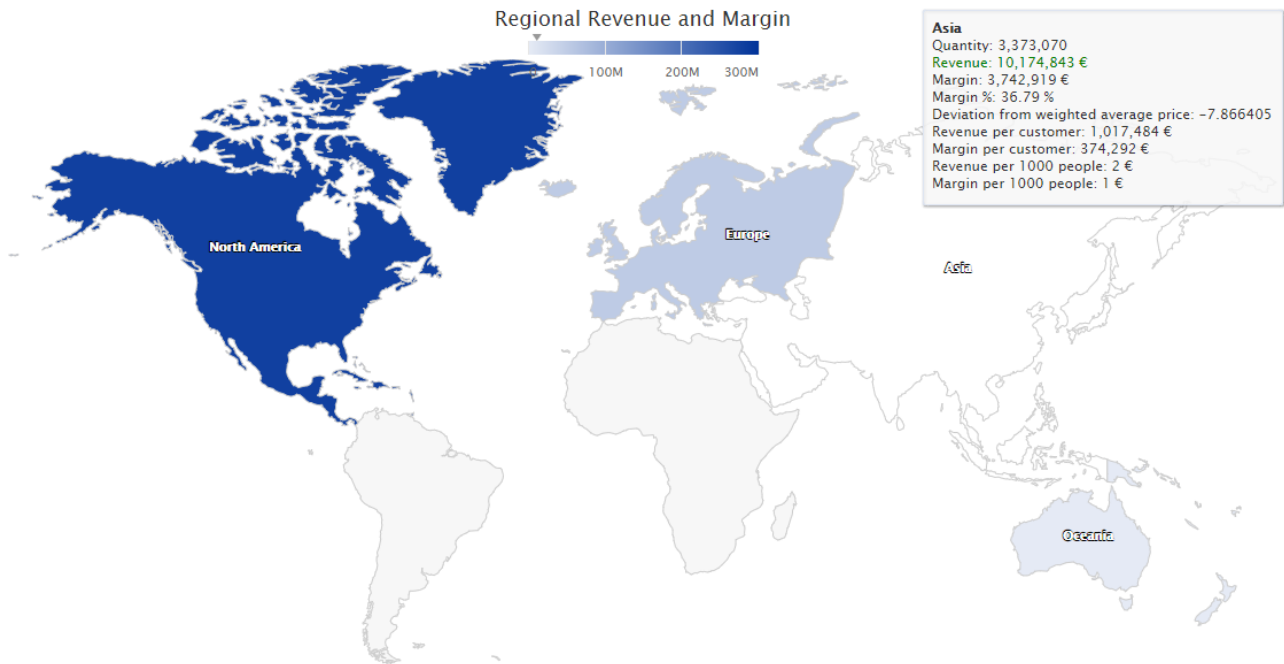 Regional Revenue and Margin
100M 200M 300M
Asia
Quantity: 3,373,070
Revenue: 10,174,843 €
Margin: 3,742,919 €
Margin %: 36.79 %
Deviation from weighted average price: −7.866405
Revenue per customer: 1,017,484 €
Margin per customer: 374,292 €
Revenue per 1000 people: 2 €
Margin per 1000 people: 1 €
North America
Europe
Asia
Oceania